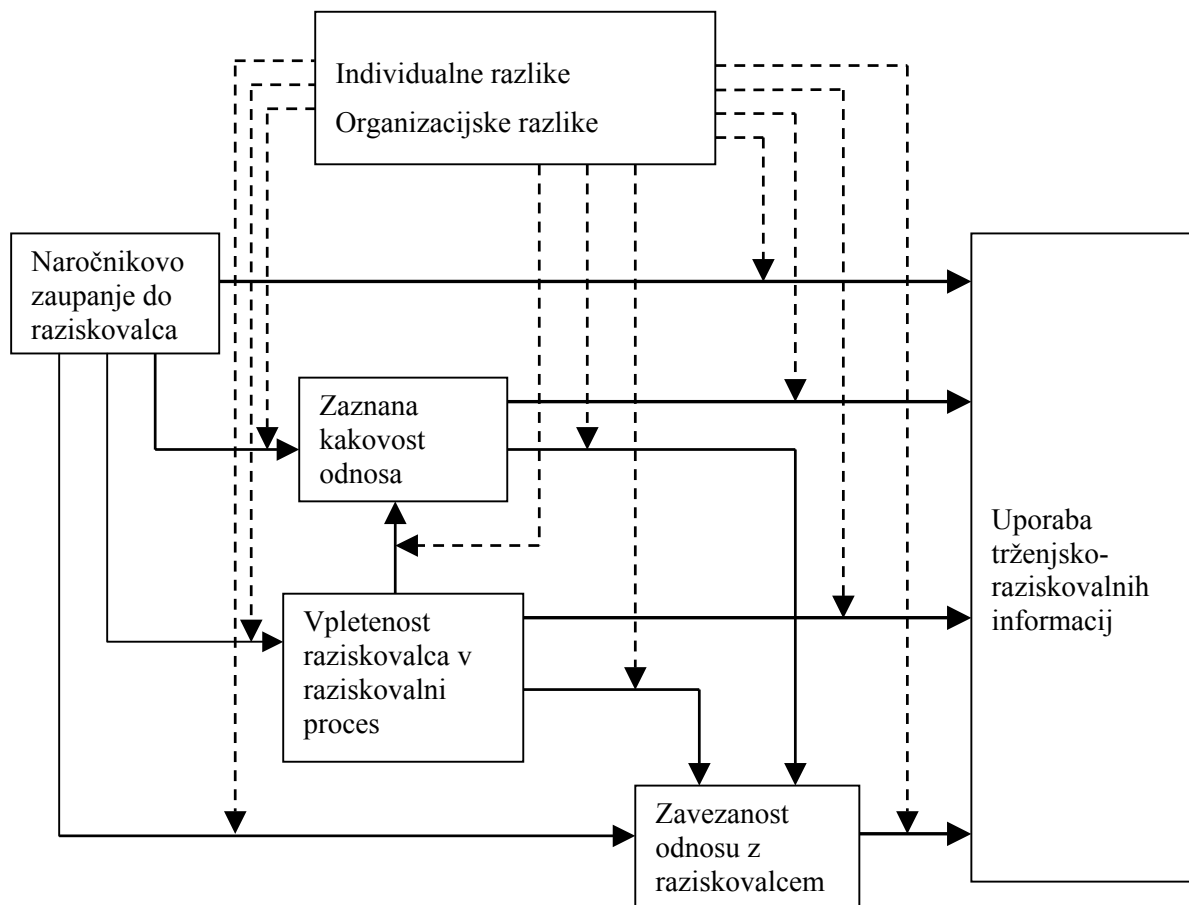 Individualne razlike
Organizacijske razlike
Naročnikovo
zaupanje do
raziskovalca
Zaznana
kakovost
odnosa
Uporaba
trženjsko-
raziskovalnih
informacij
Vpletenost
raziskovalca v
raziskovalni
proces
Zavezanost
odnosu z
raziskovalcem